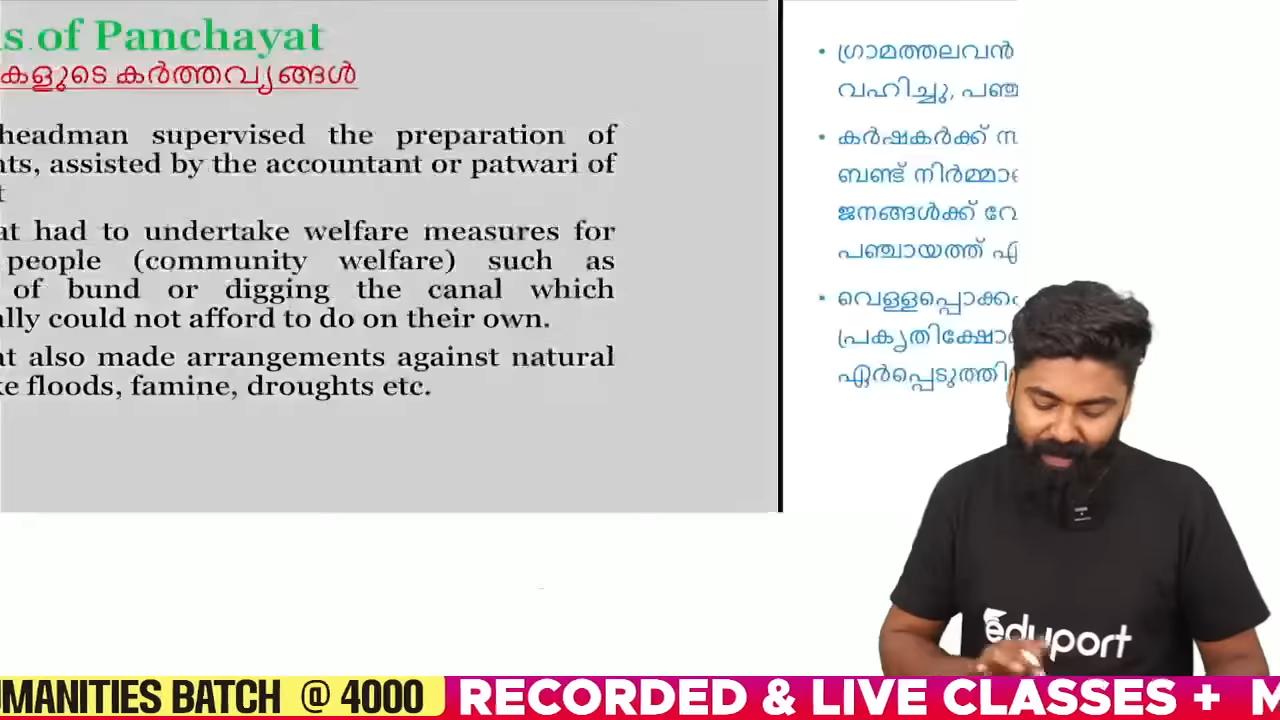 s of Panchayat
കളുടെ കർത്തവ്യങ്ങൾ
headman supervised the preparation of
nts, assisted by the accountant or patwari of
t
at had to undertake welfare measures for
people (community welfare) such as
of bund or digging the canal which
ally could not afford to do on their own.
at also made arrangements against natural
ke floods, famine, droughts etc.
• ഗ്രാമത്തലവൻ
വഹിച്ചു, പഞ്ച
• കർഷകർക്ക് സ
ബണ്ട് നിർമ്മാണ
ജനങ്ങൾക്ക് വേ
പഞ്ചായത്ത് ഏ
• വെള്ളപ്പൊക്കം
പ്രകൃതിക്ഷോഭ
ഏർപ്പെടുത്തി
eduport
UMANITIES BATCH @ 4000
RECORDED & LIVE CLASSES + M